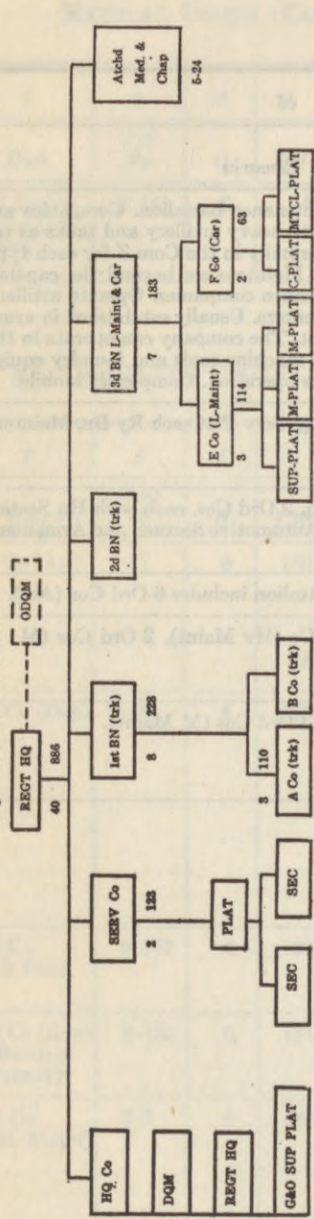 ODQM
REGT HQ
40 886
HQ Co
DQM
REGT HQ
G&O SUP PLAT
SERV Co
2 123
PLAT
SEC
SEC
1st BN (trk)
8 228
3 110
A Co (trk)
B Co (trk)
2d BN (trk)
3d BN L-Maint & Car
7 183
E Co (L-Maint)
3 114
SUP-PLAT
M-PLAT
M-PLAT
F Co (Car)
2 63
C-PLAT
MTCL-PLAT
Atchd
Med. &
Chap
5-24